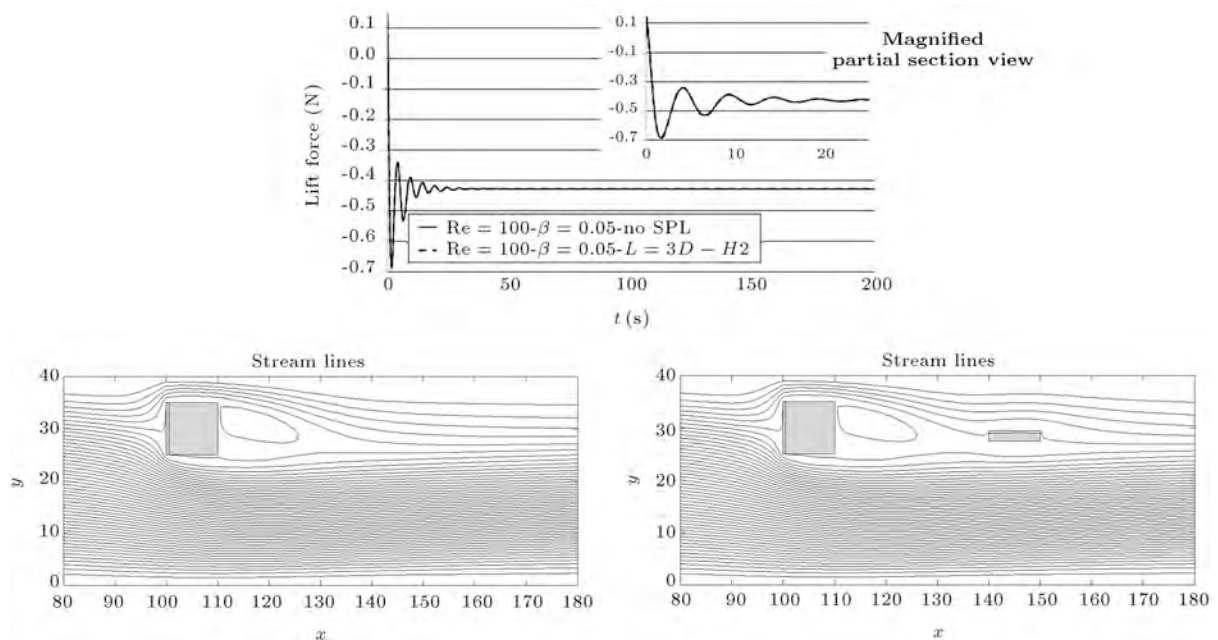 0.1
0.0
-0.1
-0.2
-0.3
-0.4
-0.5
-0.6
-0.7
Lift force (N)
0.1
-0.1
-0.3
-0.5
-0.7
0 10 20
Magnified
partial section view
Re = 100-β = 0.05-no SPL
Re = 100-β = 0.05-L = 3D − H2
0 50 100 150 200
t (s)
Stream lines
40
30
20
10
0
y
80 90 100 110 120 130 140 150 160 170 180
x
Stream lines
40
30
20
10
0
y
80 90 100 110 120 130 140 150 160 170 180
x